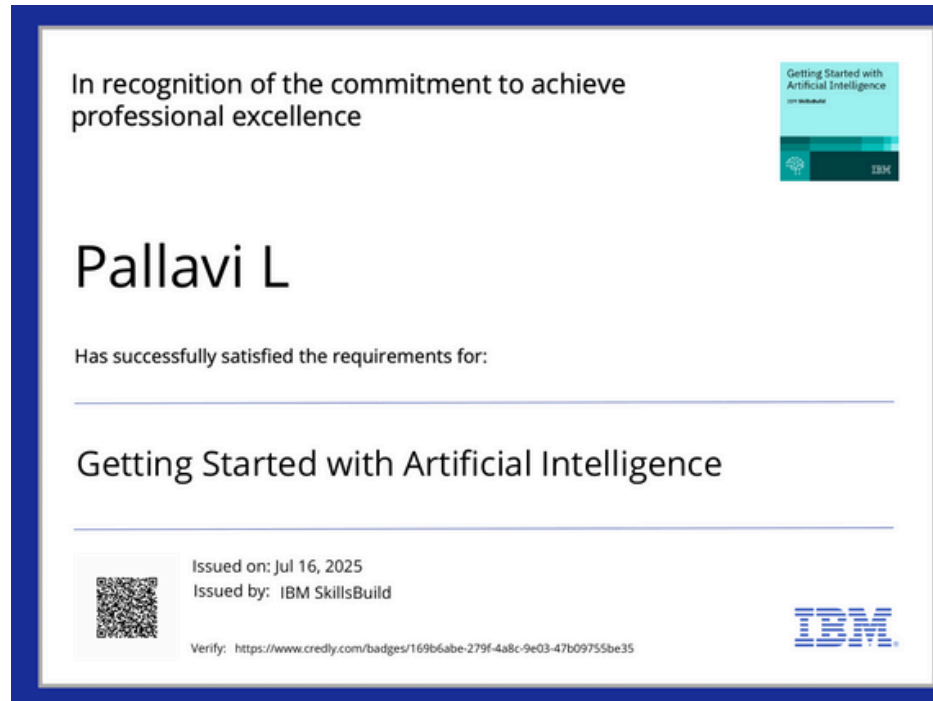 In recognition of the commitment to achieve
professional excellence
Getting Started with
Artificial Intelligence
IBM SkillsBuild
IBM
Pallavi L
Has successfully satisfied the requirements for:
Getting Started with Artificial Intelligence
Issued on: Jul 16, 2025
Issued by: IBM SkillsBuild
Verify: https://www.credly.com/badges/169b6abe-279f-4a8c-9e03-47b09755be35
IBM.